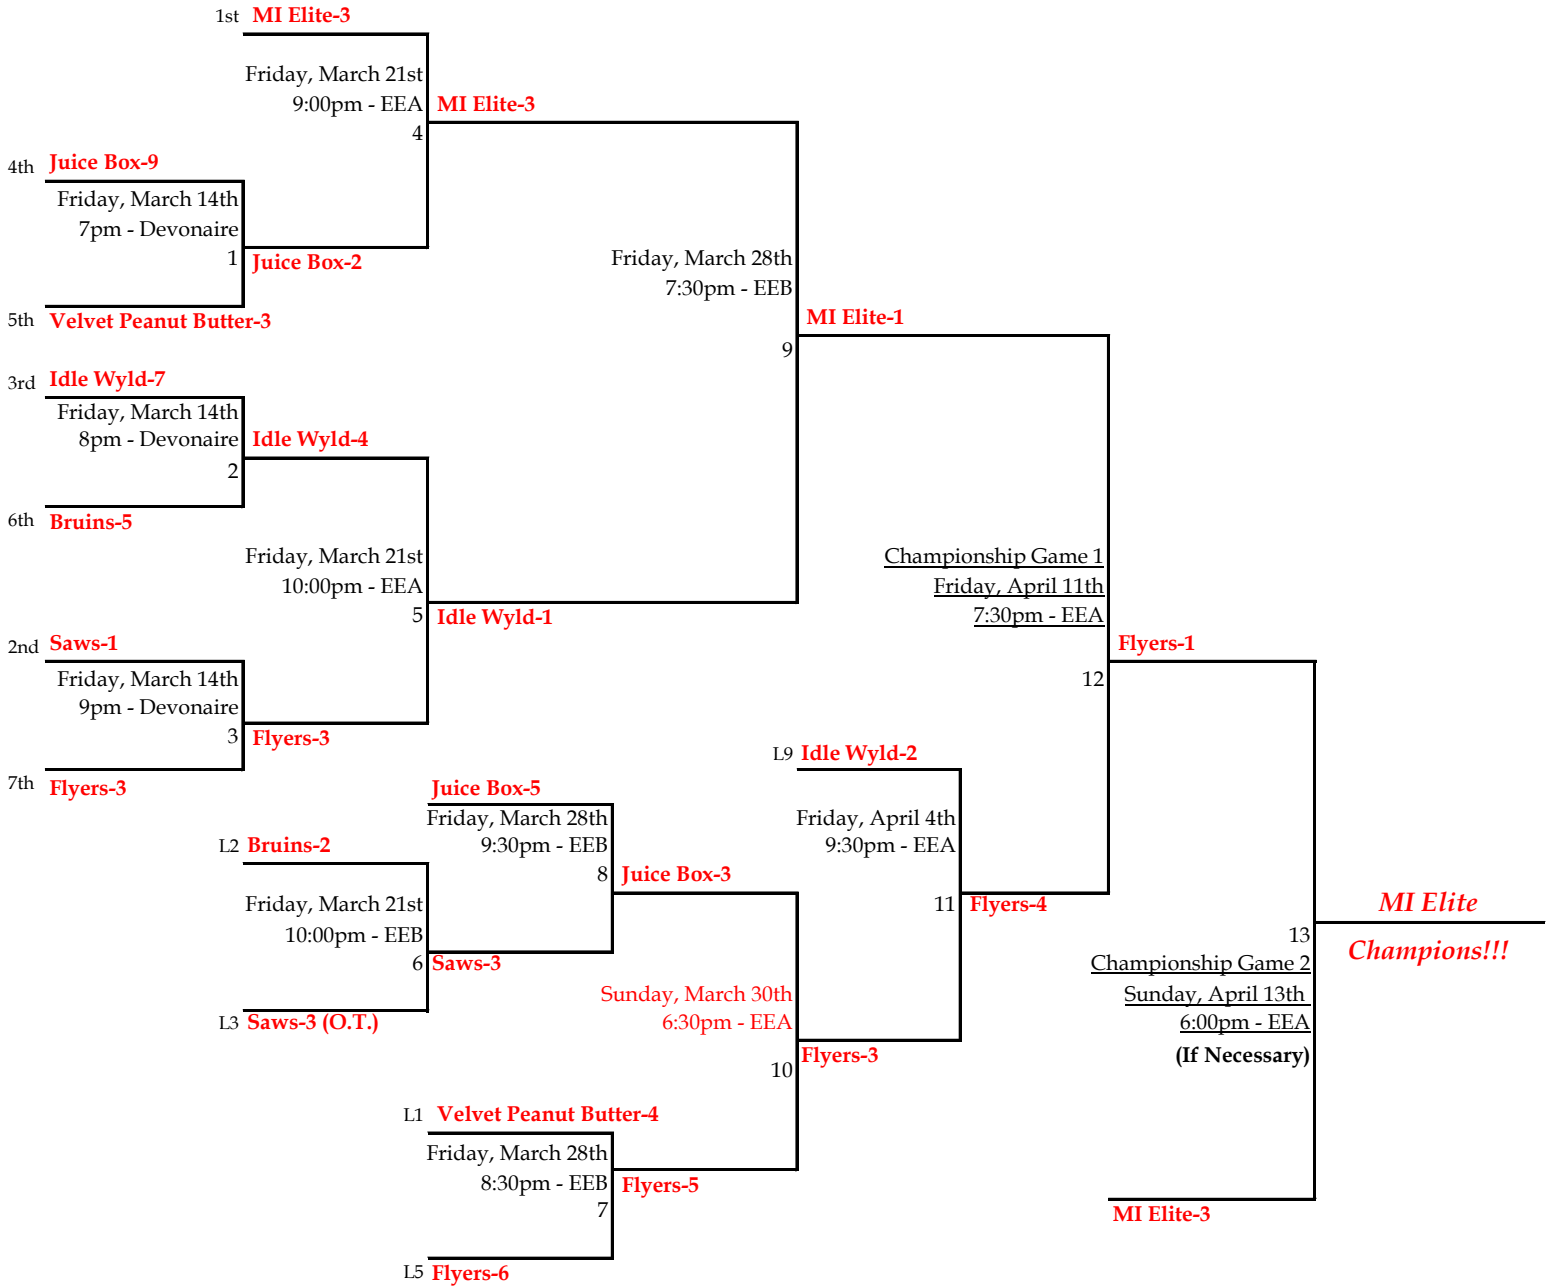 1st MI Elite-3
Friday, March 21st
9:00pm - EEA
4
MI Elite-3
4th Juice Box-9
Friday, March 14th
7pm - Devonaire
1
Juice Box-2
5th Velvet Peanut Butter-3
Friday, March 28th
7:30pm - EEB
9
MI Elite-1
3rd Idle Wyld-7
Friday, March 14th
8pm - Devonaire
2
Idle Wyld-4
6th Bruins-5
Friday, March 21st
10:00pm - EEA
5
Idle Wyld-1
2nd Saws-1
Friday, March 14th
9pm - Devonaire
3
Flyers-3
7th Flyers-3
Championship Game 1
Friday, April 11th
7:30pm - EEA
12
Flyers-1
L9 Idle Wyld-2
Friday, April 4th
9:30pm - EEA
11
Flyers-4
Juice Box-5
Friday, March 28th
9:30pm - EEB
8
Juice Box-3
L2 Bruins-2
Friday, March 21st
10:00pm - EEB
6
Saws-3
L3 Saws-3 (O.T.)
Sunday, March 30th
6:30pm - EEA
10
Flyers-3
L1 Velvet Peanut Butter-4
Friday, March 28th
8:30pm - EEB
7
Flyers-5
L5 Flyers-6
13
Championship Game 2
Sunday, April 13th
6:00pm - EEA
(If Necessary)
MI Elite-3
MI Elite
Champions!!!